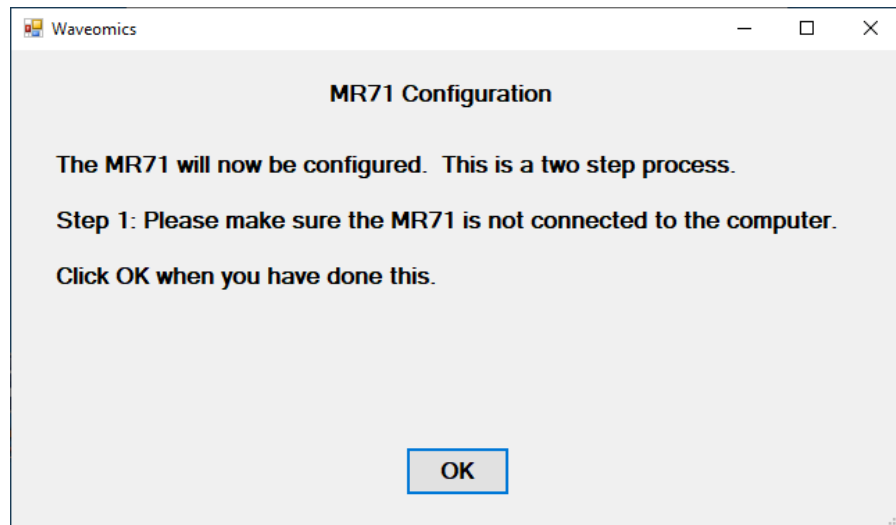 Waveomics
MR71 Configuration
The MR71 will now be configured.  This is a two step process.
Step 1: Please make sure the MR71 is not connected to the computer.
Click OK when you have done this.
OK